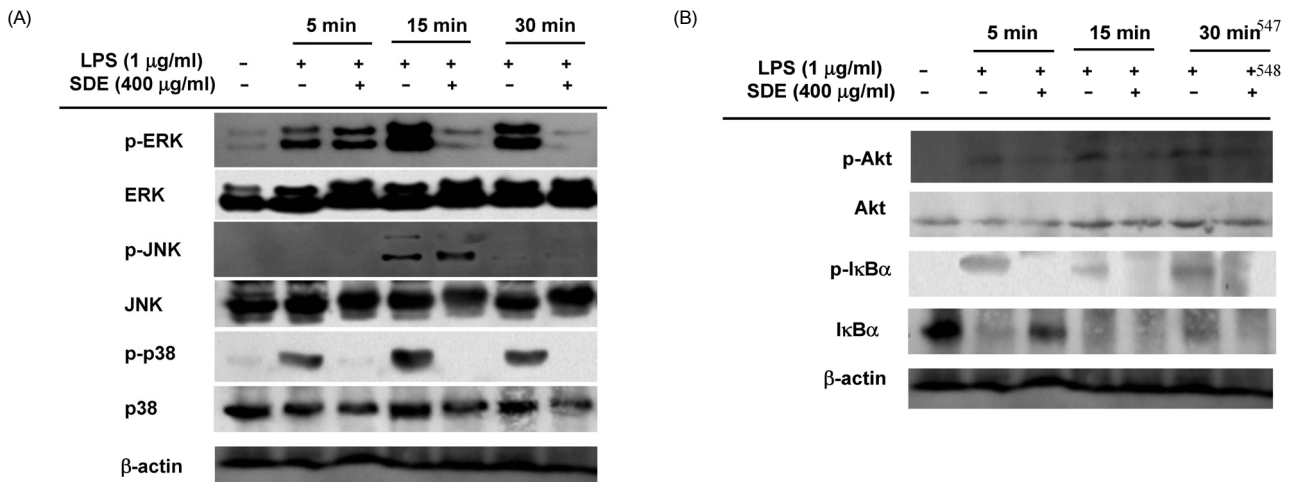 (A)
5 min 15 min 30 min
LPS (1 μg/ml) – + + + + + +
SDE (400 μg/ml) – – + – + – +
p-ERK
ERK
p-JNK
JNK
p-p38
p38
β-actin
(B)
5 min 15 min 30 min 547
LPS (1 μg/ml) – + + + + + + 548
SDE (400 μg/ml) – – + – + – +
p-Akt
Akt
p-IκBα
IκBα
β-actin